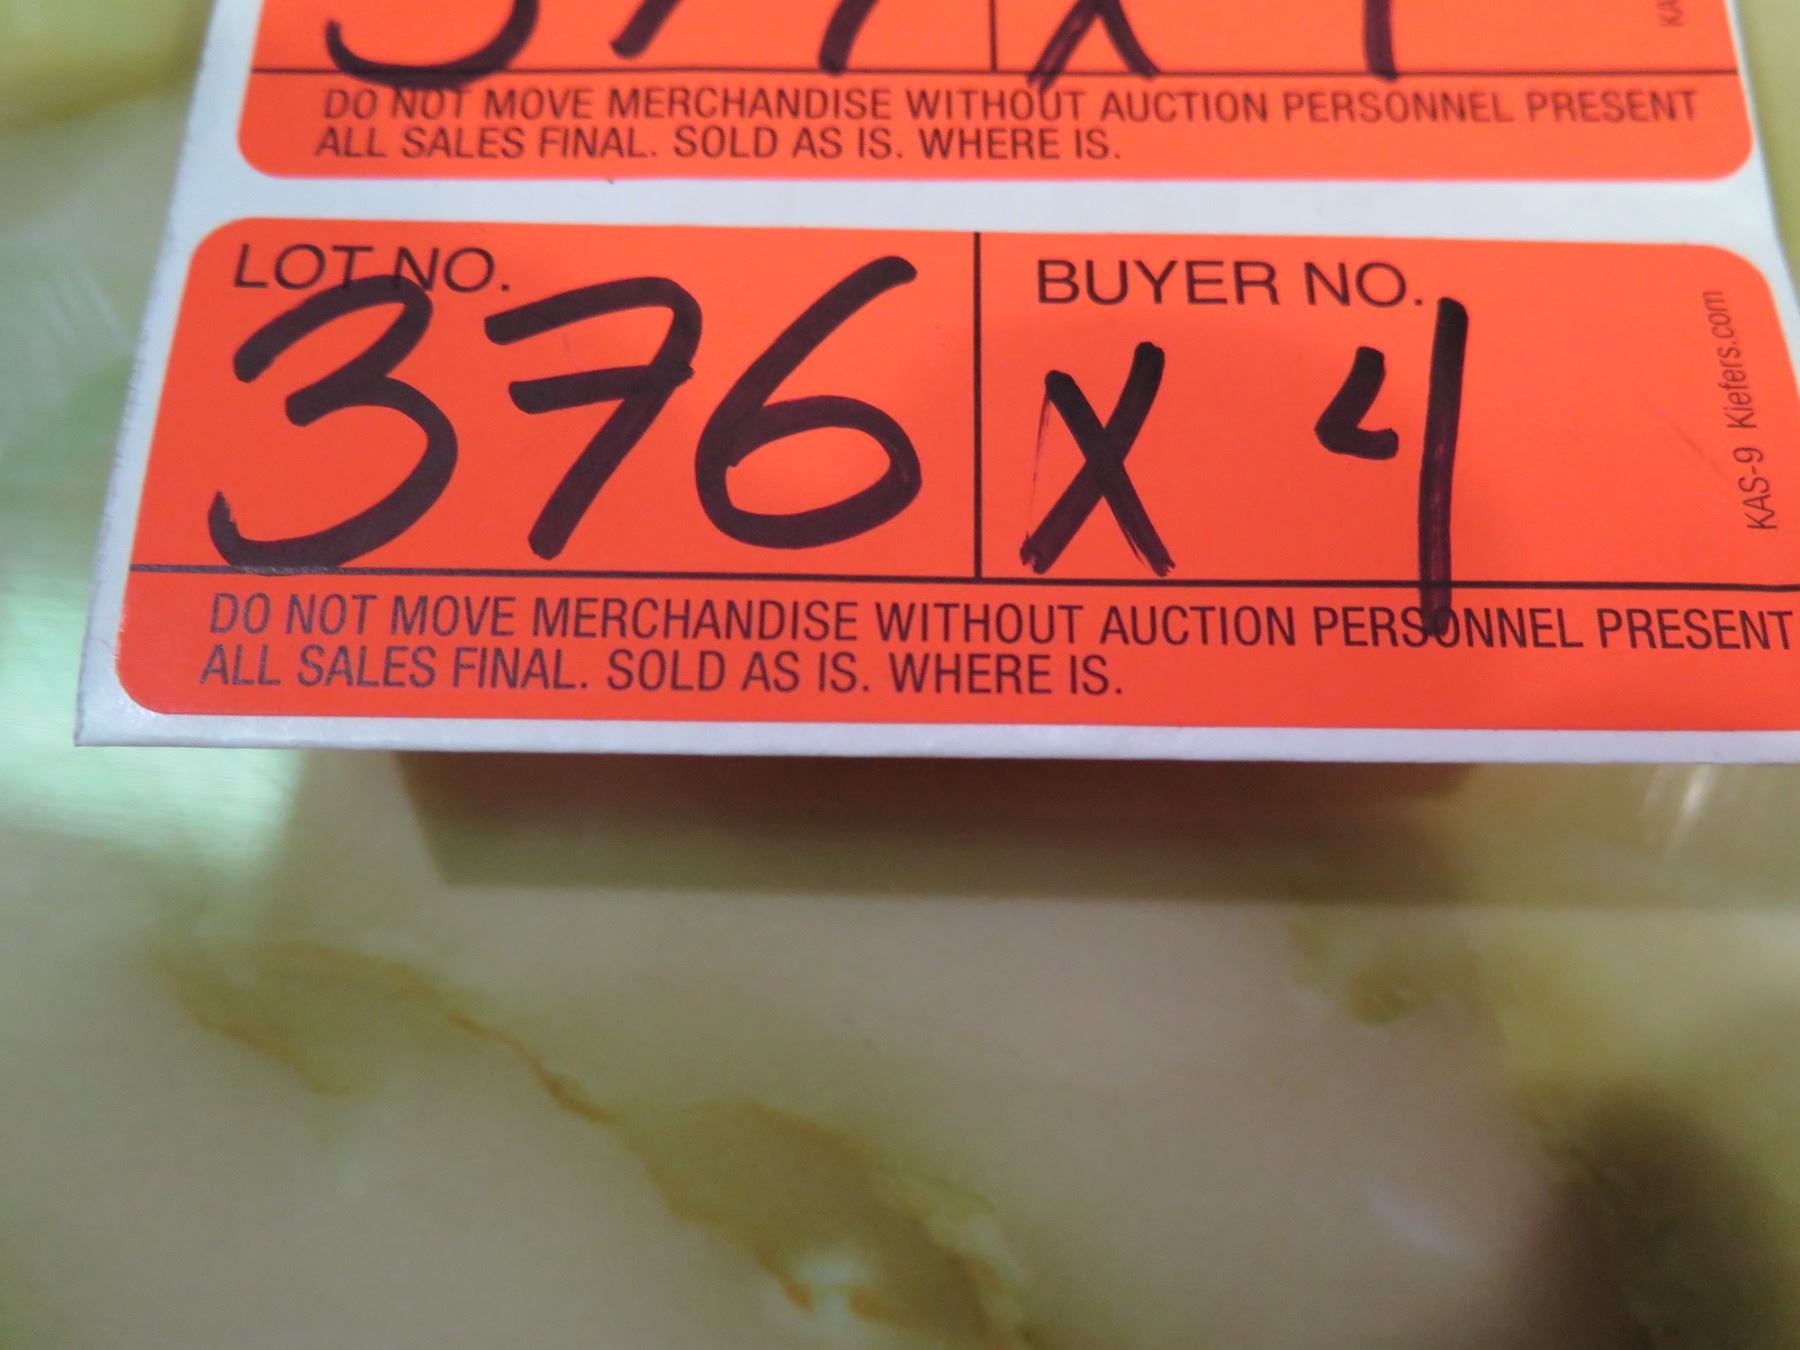 DO NOT MOVE MERCHANDISE WITHOUT AUCTION PERSONNEL PRESENT
ALL SALES FINAL. SOLD AS IS. WHERE IS.
LOT NO. BUYER NO.
376 X 4
KAS-9 Kiefers.com
DO NOT MOVE MERCHANDISE WITHOUT AUCTION PERSONNEL PRESENT
ALL SALES FINAL. SOLD AS IS. WHERE IS.